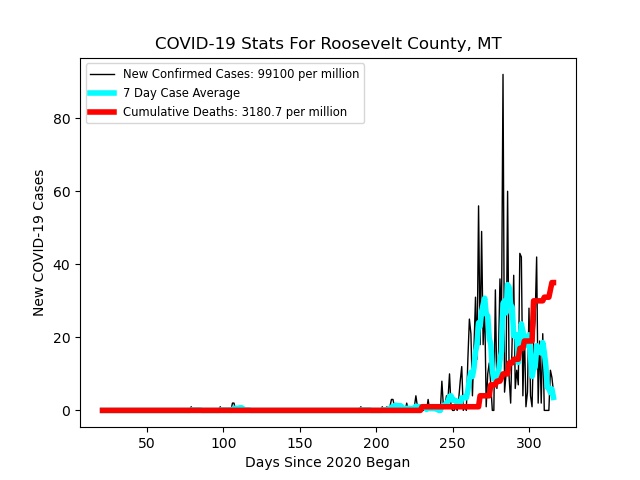 COVID-19 Stats For Roosevelt County, MT
New Confirmed Cases: 99100 per million
7 Day Case Average
Cumulative Deaths: 3180.7 per million
New COVID-19 Cases
80
60
40
20
0
50 100 150 200 250 300
Days Since 2020 Began